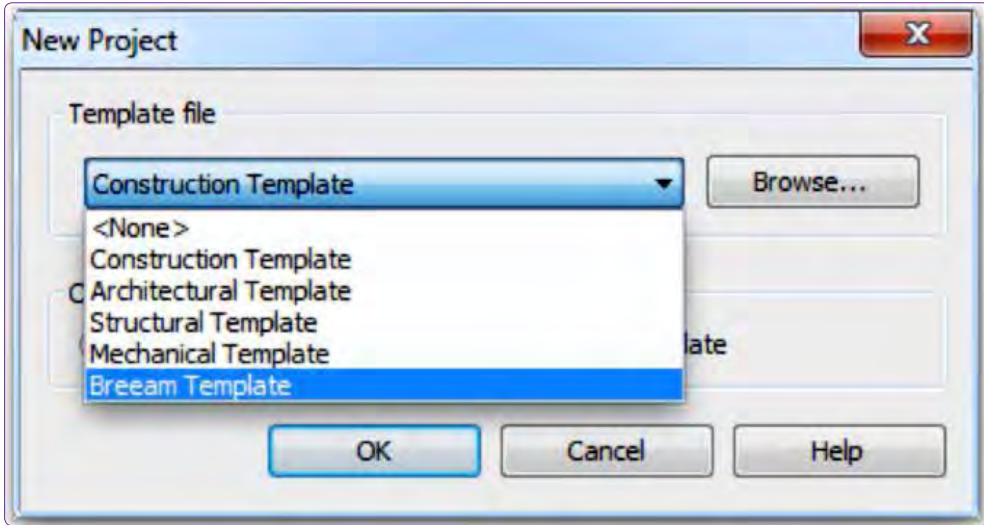 New Project
Template file
Construction Template
Browse...
<None>
Construction Template
Architectural Template
Structural Template
Mechanical Template
Breeam Template
OK
Cancel
Help